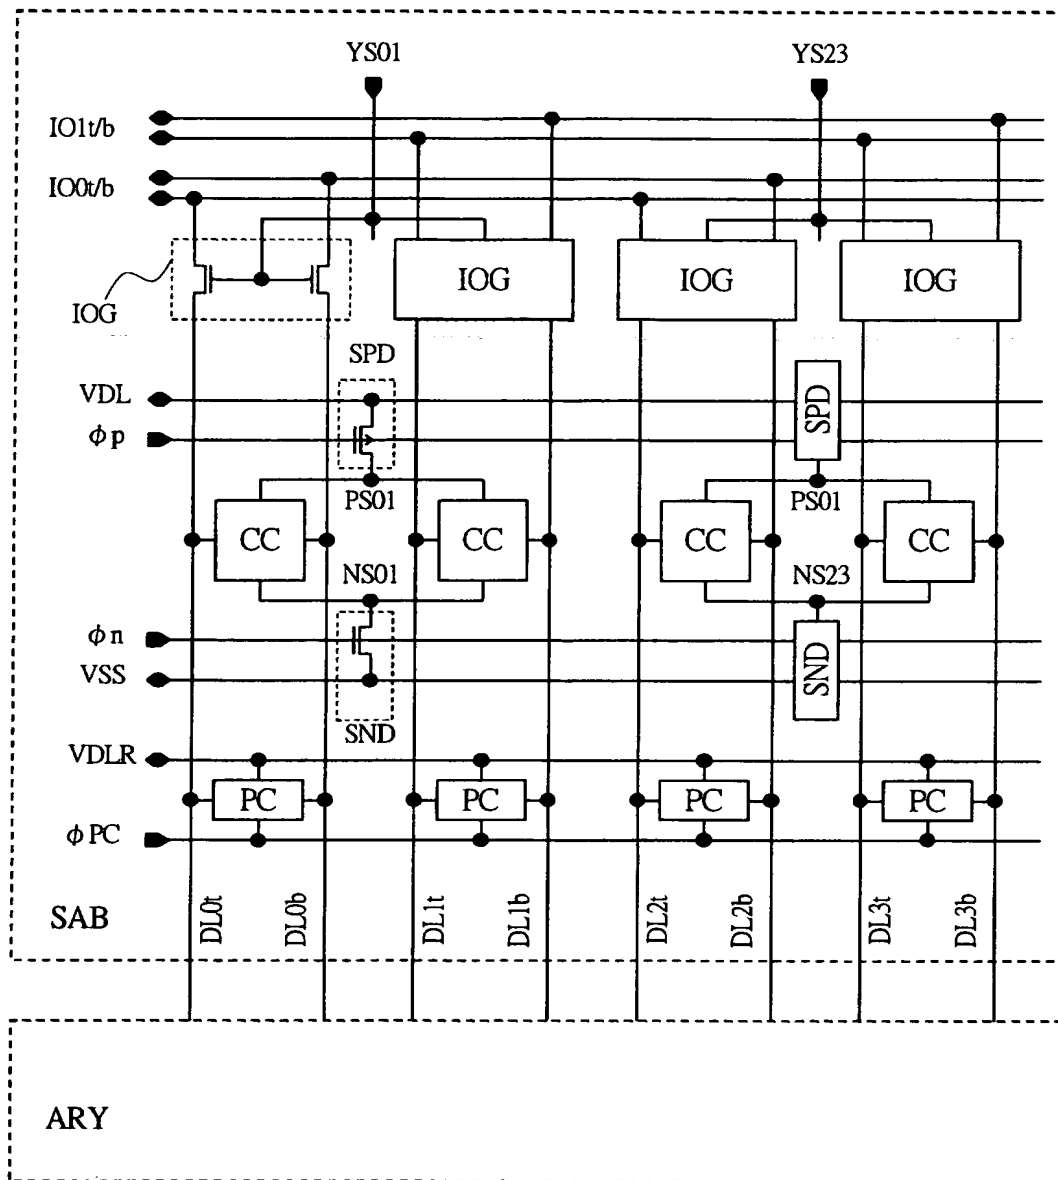 YS01 YS23
IO1t/b
IO0t/b
IOG IOG IOG
IOG
SPD
VDL
SPD
φp
PS01 PS01
CC CC CC CC
NS01 NS23
φn
SND
VSS
SND
VDLR
PC PC PC PC
φPC
SAB
DL0t DL0b DL1t DL1b DL2t DL2b DL3t DL3b
ARY